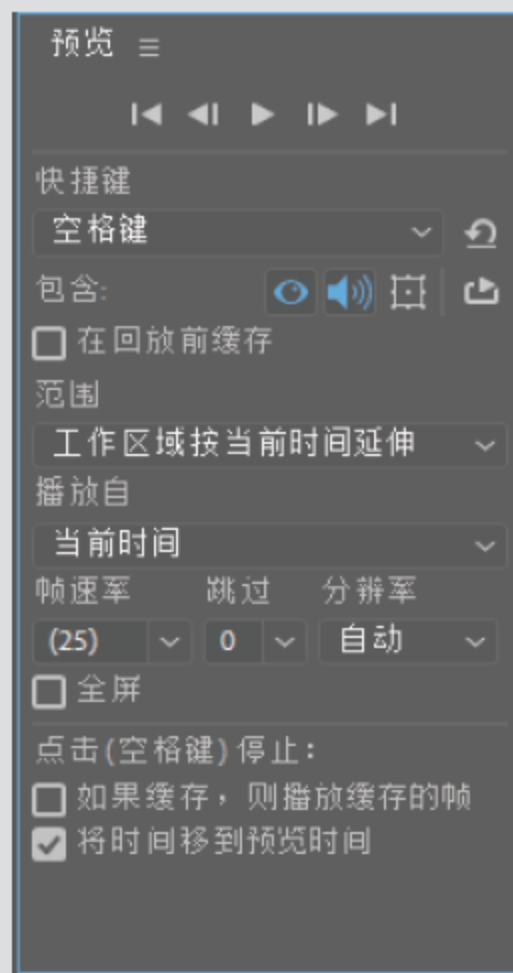 预览
快捷键
空格键
包含:
在回放前缓存
范围
工作区域按当前时间延伸
播放自
当前时间
帧速率 跳过 分辨率
(25) 0 自动
全屏
点击(空格键)停止：
如果缓存，则播放缓存的帧
将时间移到预览时间